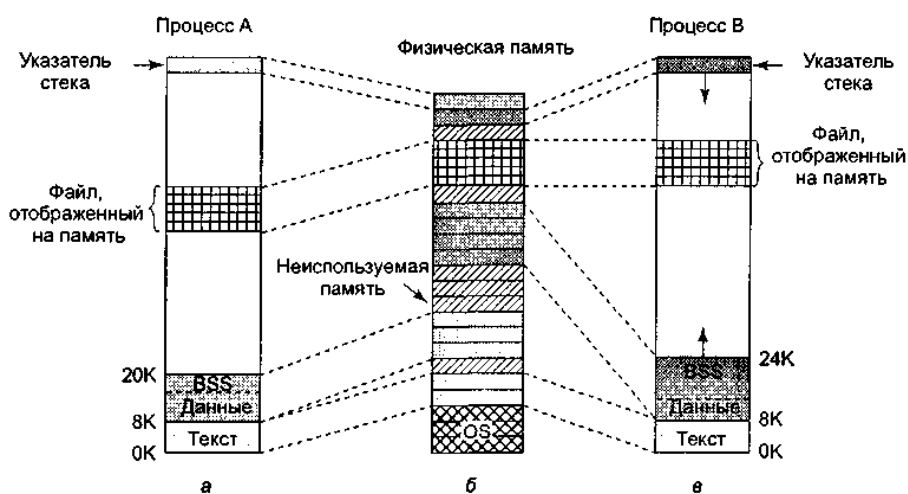 Процесс А
Физическая память
Процесс В
Указатель
стека
Указатель
стека
Файл,
отображенный
на память
Файл,
отображенный
на память
Неиспользуемая
память
20K
BSS
Данные
8K
Текст
0K
OS
24K
BSS
Данные
8K
Текст
0K
а
б
в